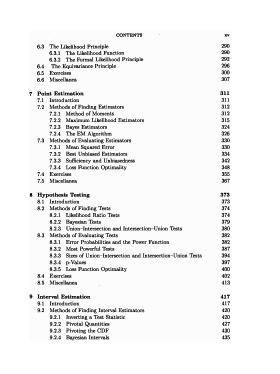 CONTENTS xv
6.3 The Likelihood Principle 290
6.3.1 The Likelihood Function 290
6.3.2 The Formal Likelihood Principle 292
6.4 The Equivariance Principle 296
6.5 Exercises 300
6.6 Miscellanea 307
7 Point Estimation 311
7.1 Introduction 311
7.2 Methods of Finding Estimators 312
7.2.1 Method of Moments 312
7.2.2 Maximum Likelihood Estimators 315
7.2.3 Bayes Estimators 324
7.2.4 The EM Algorithm 326
7.3 Methods of Evaluating Estimators 330
7.3.1 Mean Squared Error 330
7.3.2 Best Unbiased Estimators 334
7.3.3 Sufficiency and Unbiasedness 342
7.3.4 Loss Function Optimality 348
7.4 Exercises 355
7.5 Miscellanea 367
8 Hypothesis Testing 373
8.1 Introduction 373
8.2 Methods of Finding Tests 374
8.2.1 Likelihood Ratio Tests 374
8.2.2 Bayesian Tests 379
8.2.3 Union–Intersection and Intersection–Union Tests 380
8.3 Methods of Evaluating Tests 382
8.3.1 Error Probabilities and the Power Function 382
8.3.2 Most Powerful Tests 387
8.3.3 Sizes of Union–Intersection and Intersection–Union Tests 394
8.3.4 p-Values 397
8.3.5 Loss Function Optimality 400
8.4 Exercises 402
8.5 Miscellanea 413
9 Interval Estimation 417
9.1 Introduction 417
9.2 Methods of Finding Interval Estimators 420
9.2.1 Inverting a Test Statistic 420
9.2.2 Pivotal Quantities 427
9.2.3 Pivoting the CDF 430
9.2.4 Bayesian Intervals 435